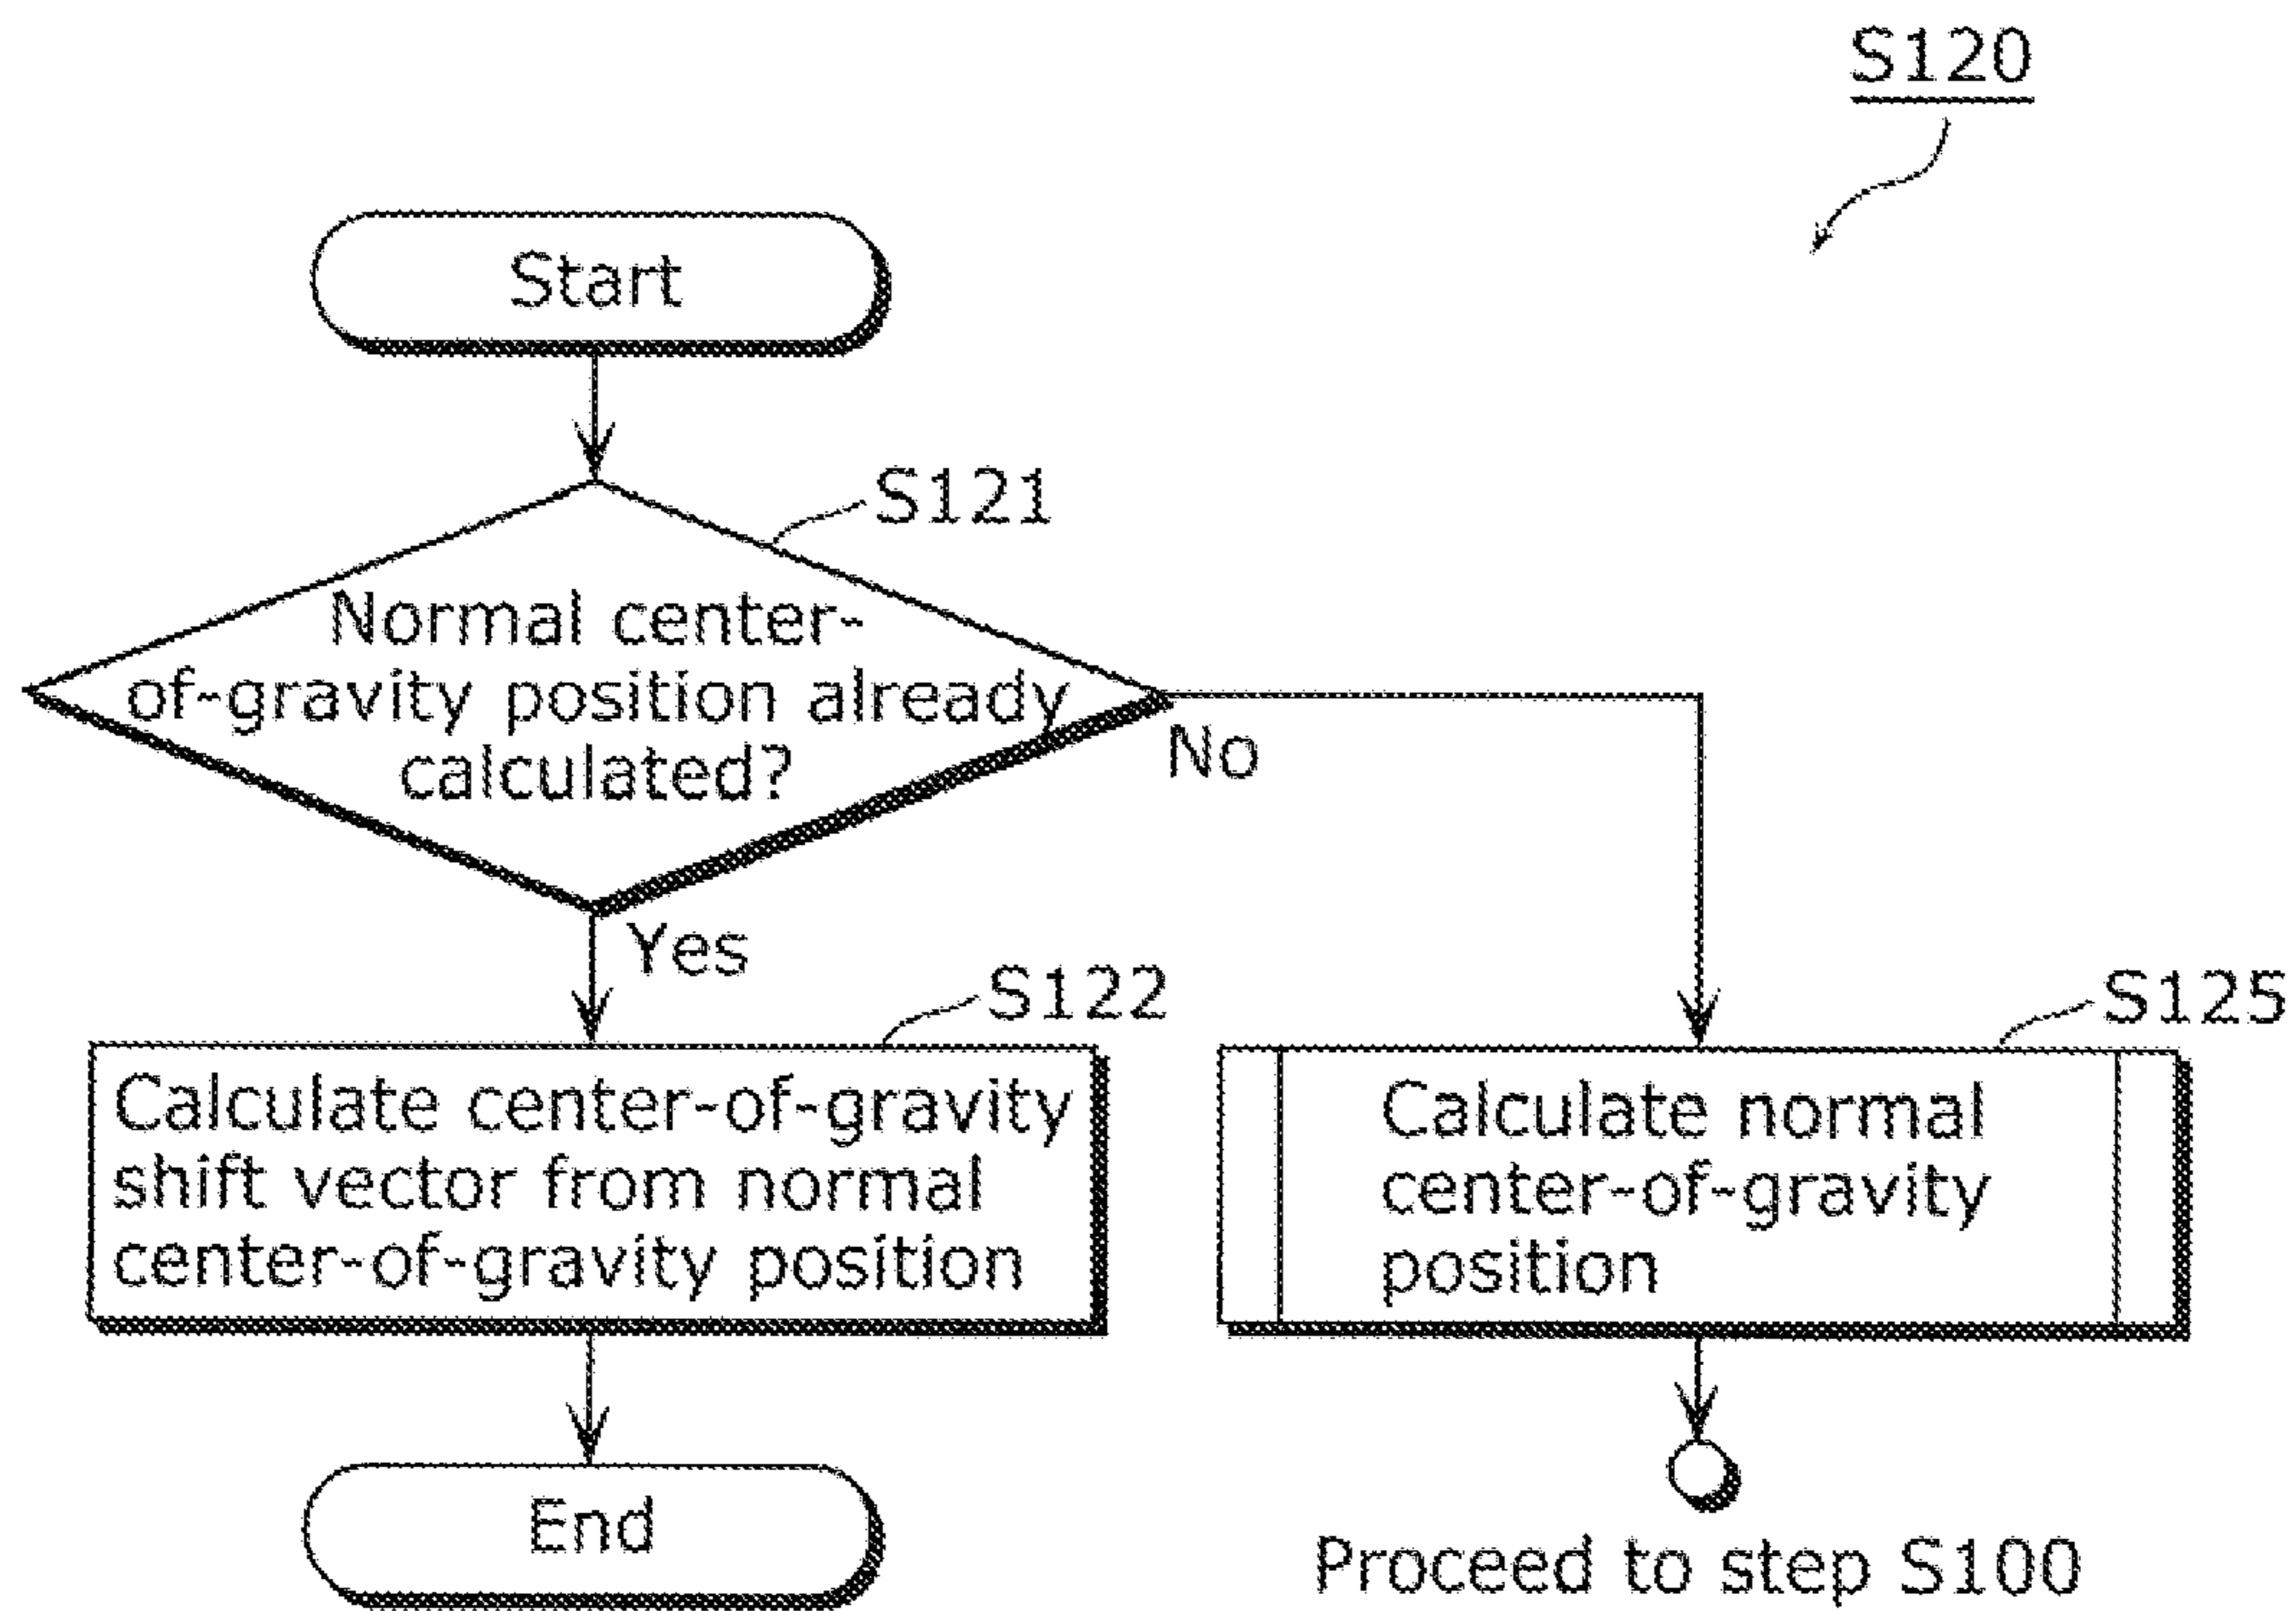 S120
Start
S121
Normal center-
of-gravity position already
calculated?
No
Yes
S122
Calculate center-of-gravity
shift vector from normal
center-of-gravity position
S125
Calculate normal
center-of-gravity
position
End
Proceed to step S100